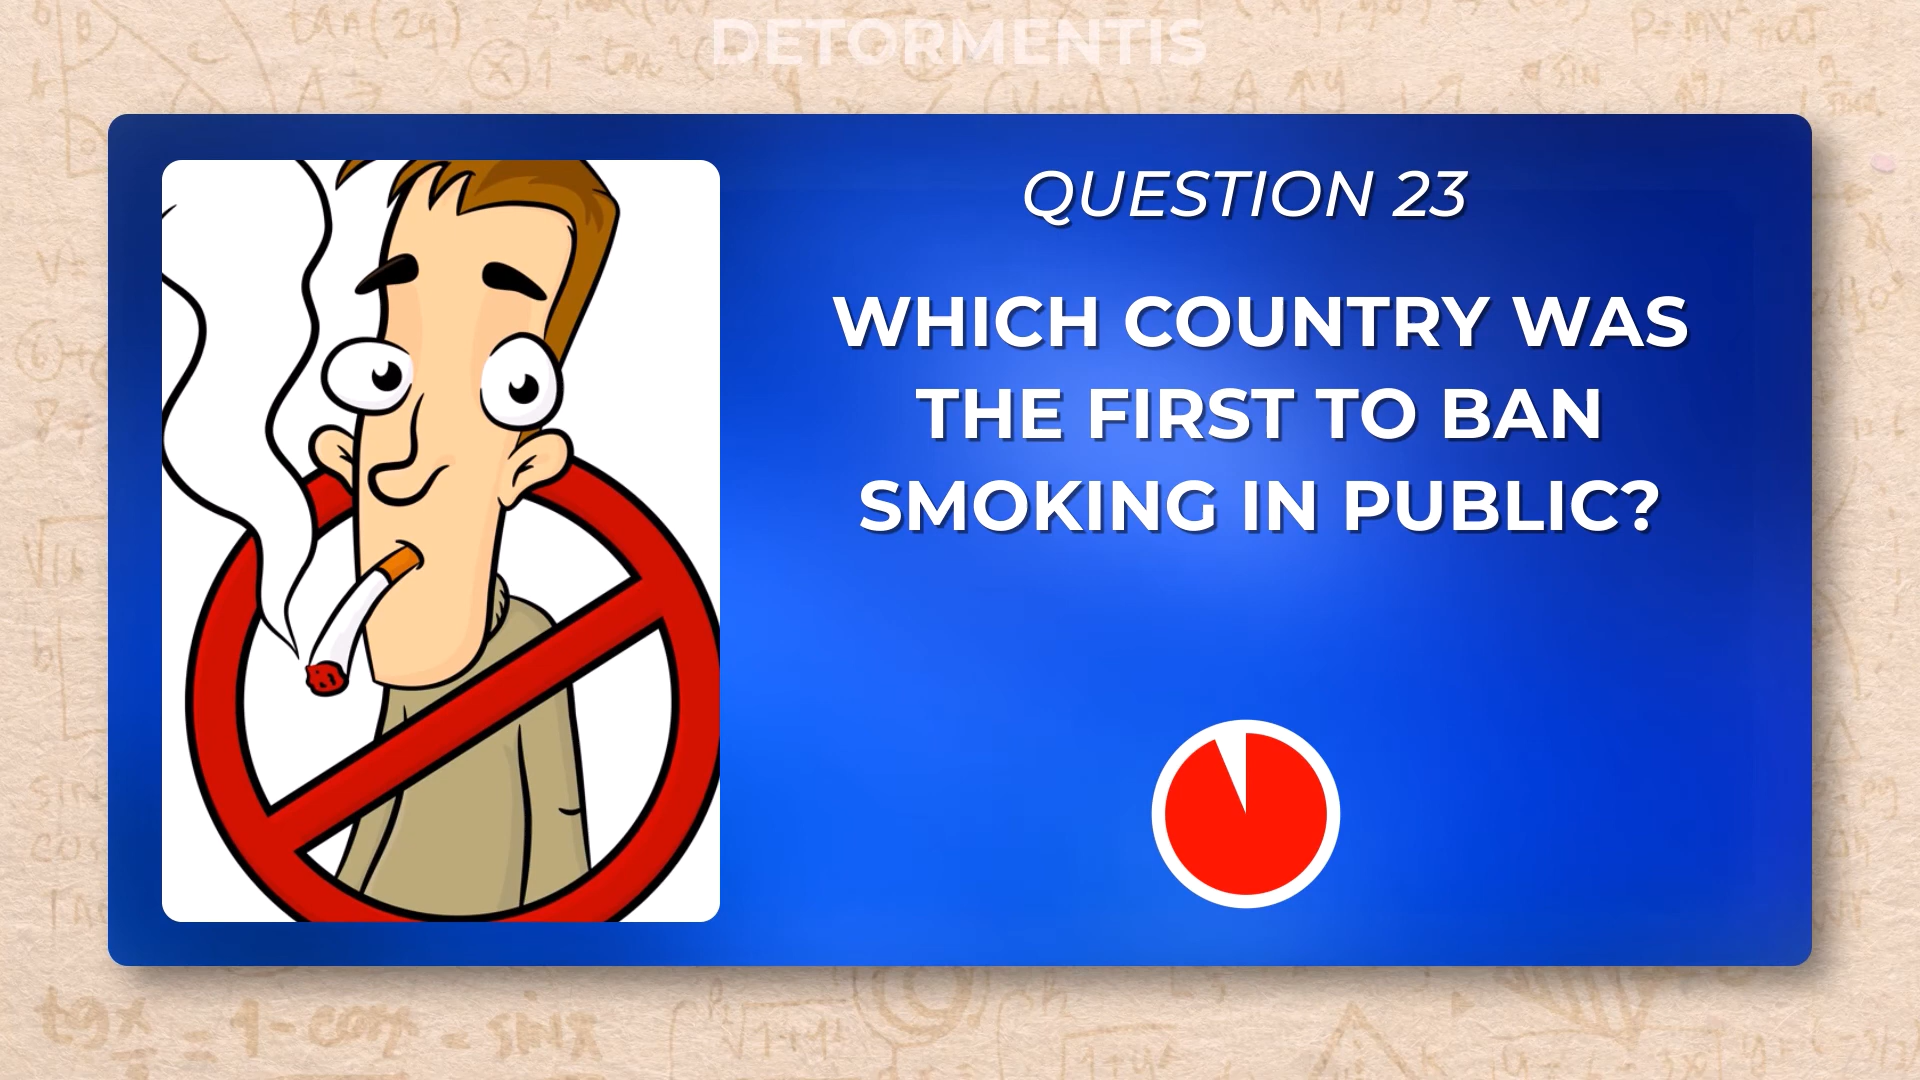 DETORMENTIS
QUESTION 23
WHICH COUNTRY WAS
THE FIRST TO BAN
SMOKING IN PUBLIC?